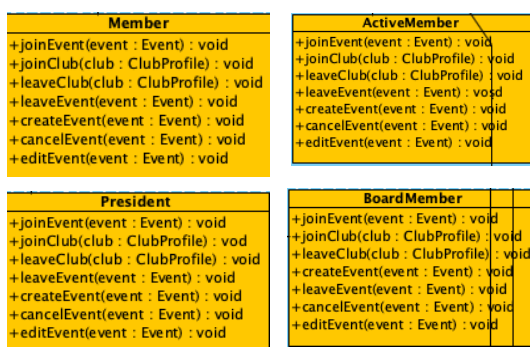 Member
+joinEvent(event : Event) : void
+joinClub(club : ClubProfile) : void
+leaveClub(club : ClubProfile) : void
+leaveEvent(event : Event) : void
+createEvent(event : Event) : void
+cancelEvent(event : Event) : void
+editEvent(event : Event) : void
ActiveMember
+joinEvent(event : Event) : void
+joinClub(club : ClubProfile) : void
+leaveClub(club : ClubProfile) : void
+leaveEvent(event : Event) : vosd
+createEvent(event : Event) : void
+cancelEvent(event : Event) : void
+editEvent(event : Event) : void
President
+joinEvent(event : Event) : void
+joinClub(club : ClubProfile) : vod
+leaveClub(club : ClubProfile) : void
+leaveEvent(event : Event) : void
+createEvent(event : Event) : void
+cancelEvent(event : Event) : void
+editEvent(event : Event) : void
BoardMember
+joinEvent(event : Event) : void
+joinClub(club : ClubProfile) : void
+leaveClub(club : ClubProfile) : void
+createEvent(event : Event) : void
+leaveEvent(event : Event) : void
+cancelEvent(event : Event) : void
+editEvent(event : Event) : void